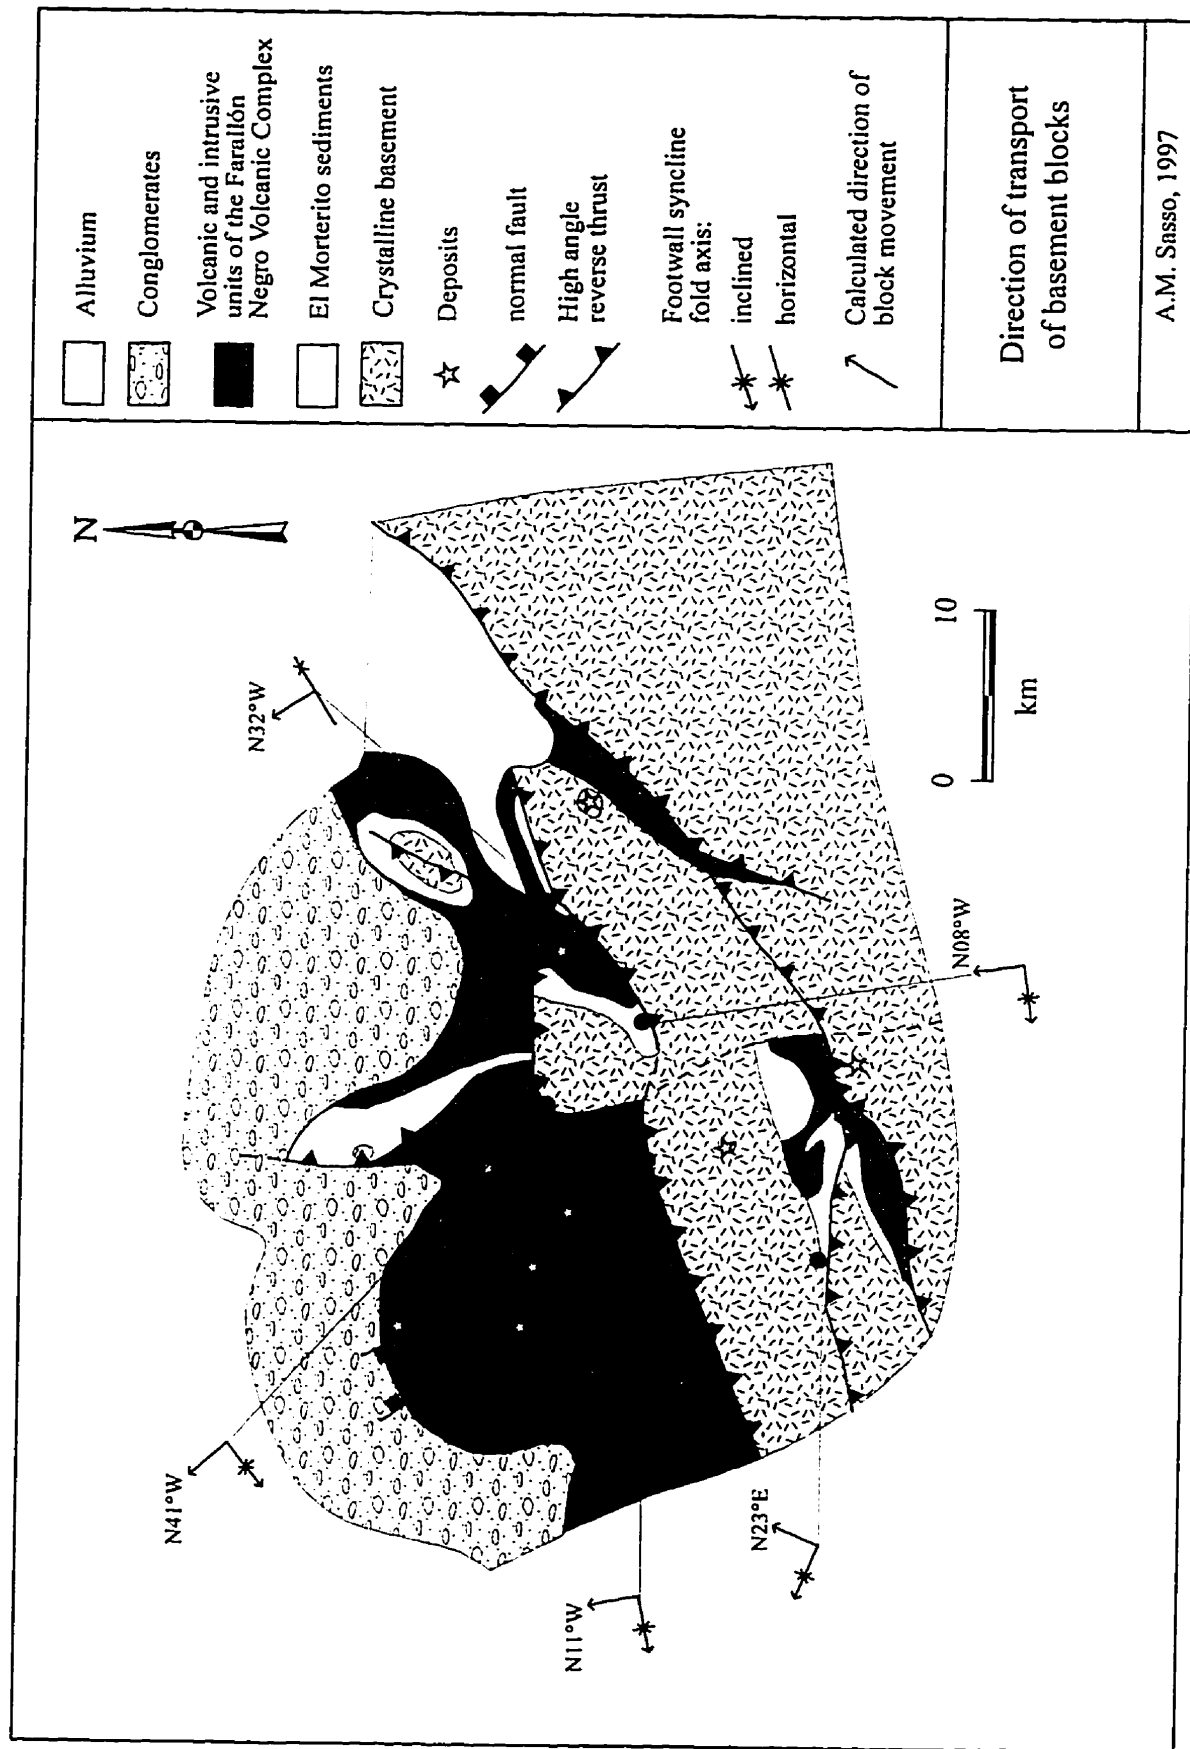 N
N32°W
N41°W
N11°W
N23°E
N08°W
0
10
km
Alluvium
Conglomerates
Volcanic and intrusive
units of the Farallón
Negro Volcanic Complex
El Morterito sediments
Crystalline basement
Deposits
normal fault
High angle
reverse thrust
Footwall syncline
fold axis:
inclined
horizontal
Calculated direction of
block movement
Direction of transport
of basement blocks
A.M. Sasso, 1997